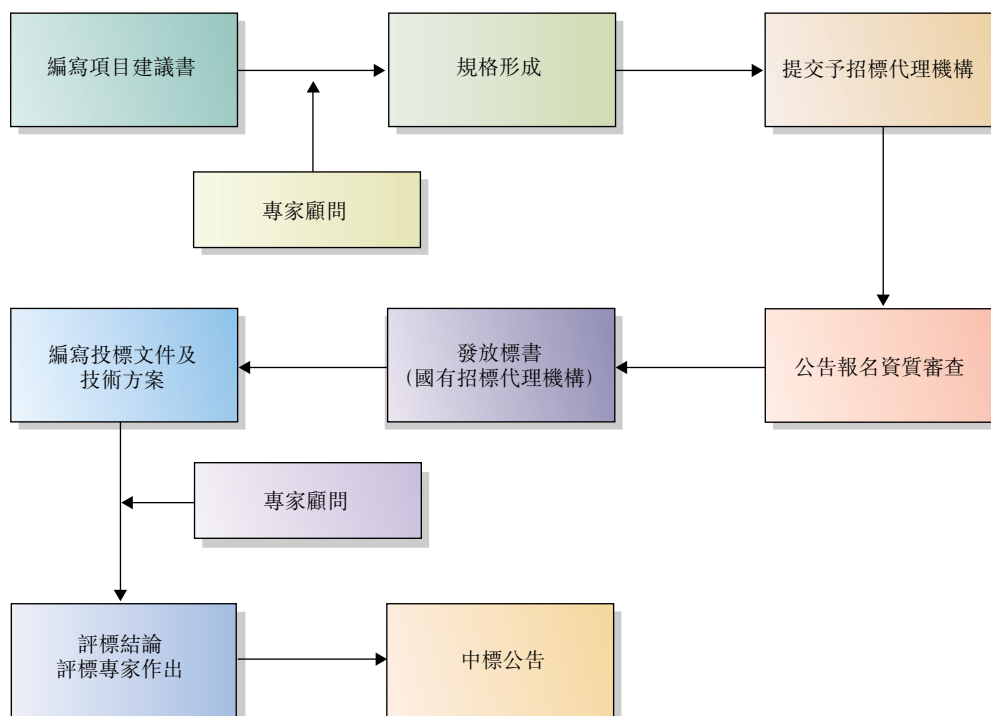 編寫項目建議書
規格形成
提交予招標代理機構
專家顧問
公告報名資質審查
發放標書
(國有招標代理機構)
編寫投標文件及
技術方案
專家顧問
評標結論
評標專家作出
中標公告